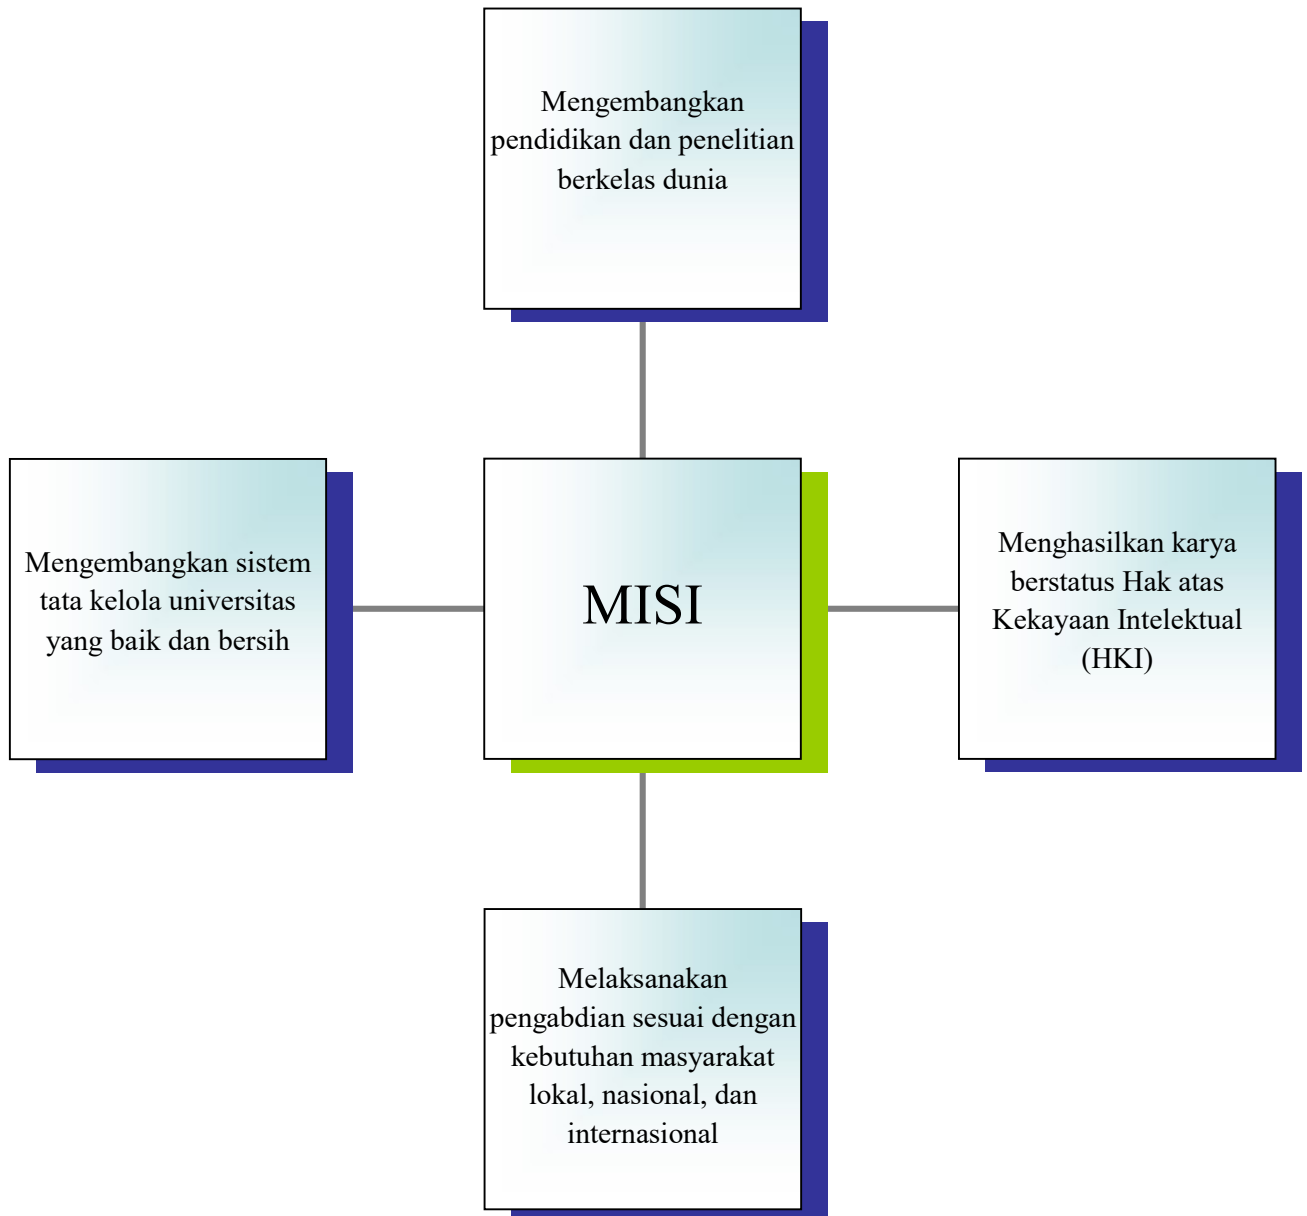 Mengembangkan
pendidikan dan penelitian
berkelas dunia
Mengembangkan sistem
tata kelola universitas
yang baik dan bersih
MISI
Menghasilkan karya
berstatus Hak atas
Kekayaan Intelektual
(HKI)
Melaksanakan
pengabdian sesuai dengan
kebutuhan masyarakat
lokal, nasional, dan
internasional